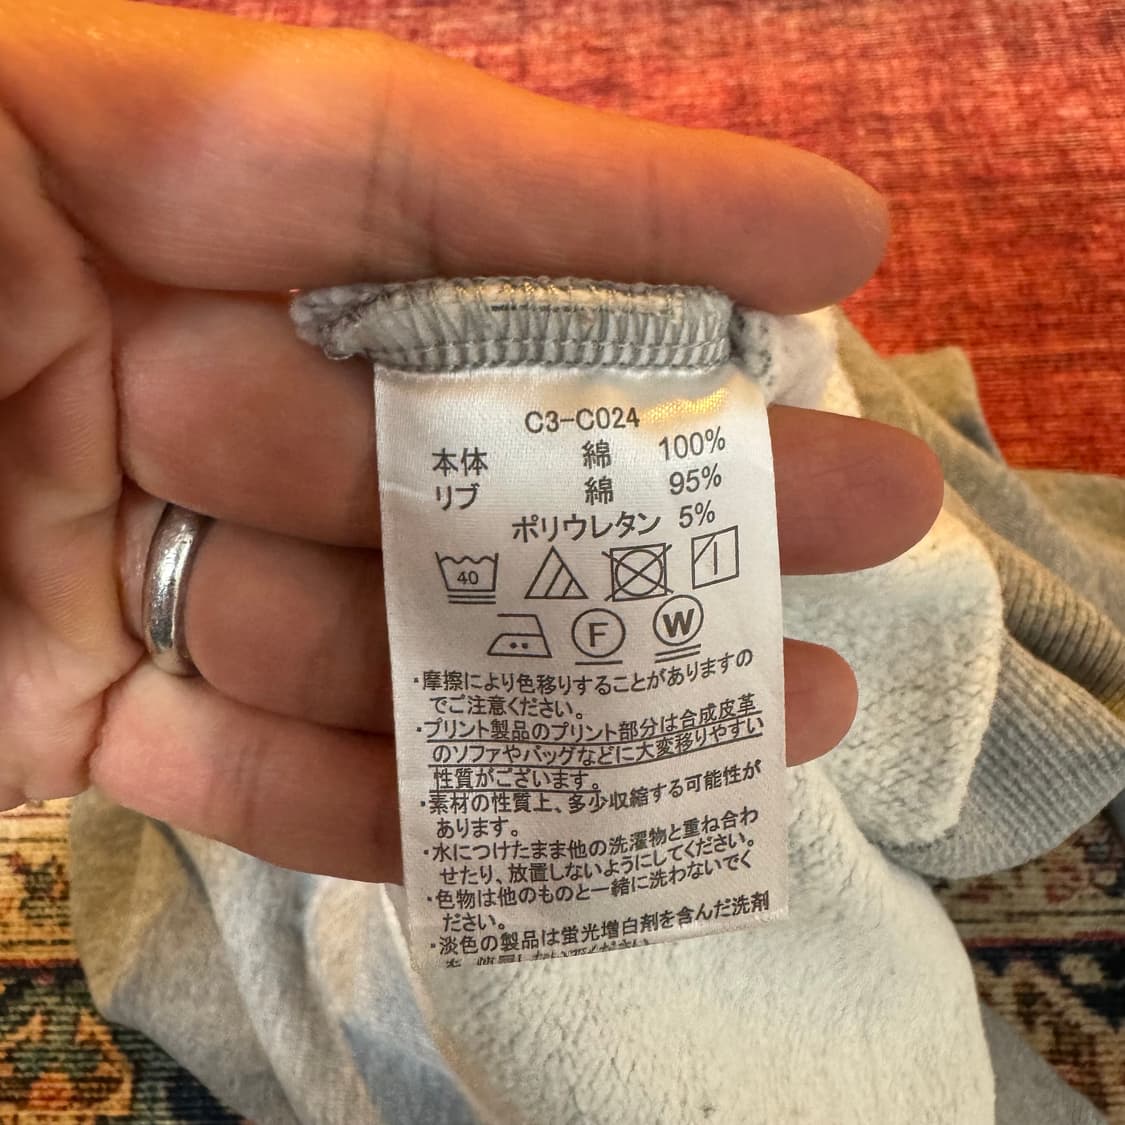 C3-C024
本体 綿 100%
リブ 綿 95%
ポリウレタン 5%
40
F W
・摩擦により色移りすることがありますの
でご注意ください。
・プリント製品のプリント部分は合成皮革
のソファやバッグなどに大変移りやすい
性質がございます。
・素材の性質上、多少収縮する可能性が
あります。
・水につけたまま他の洗濯物と重ね合わ
せたり、放置しないようにしてください。
・色物は他のものと一緒に洗わないでく
ださい。
・淡色の製品は蛍光増白剤を含んだ洗剤